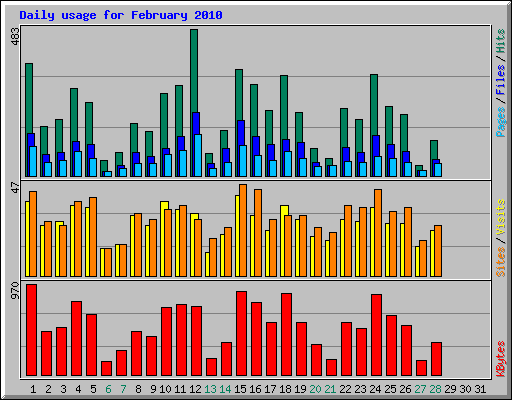 Daily usage for February 2010
483
Pages / Files / Hits
47
Sites / Visits
970
KBytes
1 2 3 4 5 6 7 8 9 10 11 12 13 14 15 16 17 18 19 20 21 22 23 24 25 26 27 28 29 30 31